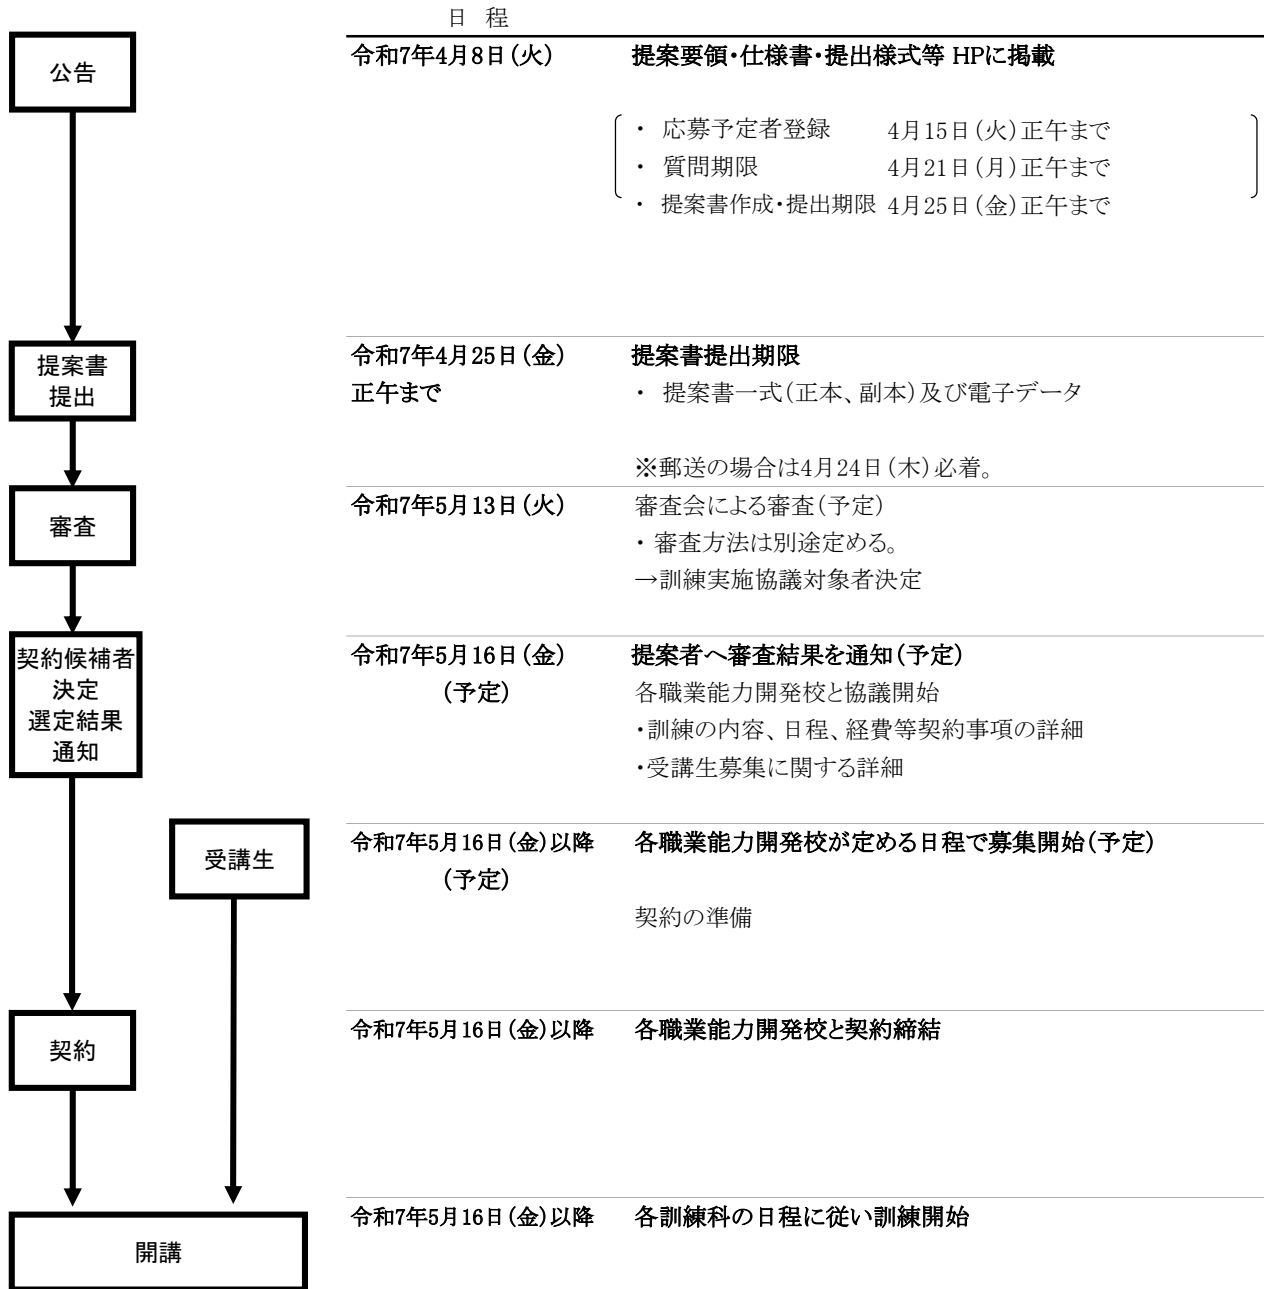 日 程
公告
令和7年4月8日(火) 提案要領・仕様書・提出様式等 HPに掲載
・ 応募予定者登録 4月15日(火)正午まで
・ 質問期限 4月21日(月)正午まで
・ 提案書作成・提出期限 4月25日(金)正午まで
提案書
提出
令和7年4月25日(金) 提案書提出期限
正午まで ・ 提案書一式(正本、副本)及び電子データ
※郵送の場合は4月24日(木)必着。
審査
令和7年5月13日(火) 審査会による審査(予定)
・審査方法は別途定める。
→訓練実施協議対象者決定
契約候補者
決定
選定結果
通知
令和7年5月16日(金) 提案者へ審査結果を通知(予定)
(予定) 各職業能力開発校と協議開始
・訓練の内容、日程、経費等契約事項の詳細
・受講生募集に関する詳細
受講生
令和7年5月16日(金)以降 各職業能力開発校が定める日程で募集開始(予定)
(予定)
契約の準備
契約
令和7年5月16日(金)以降 各職業能力開発校と契約締結
開講
令和7年5月16日(金)以降 各訓練科の日程に従い訓練開始